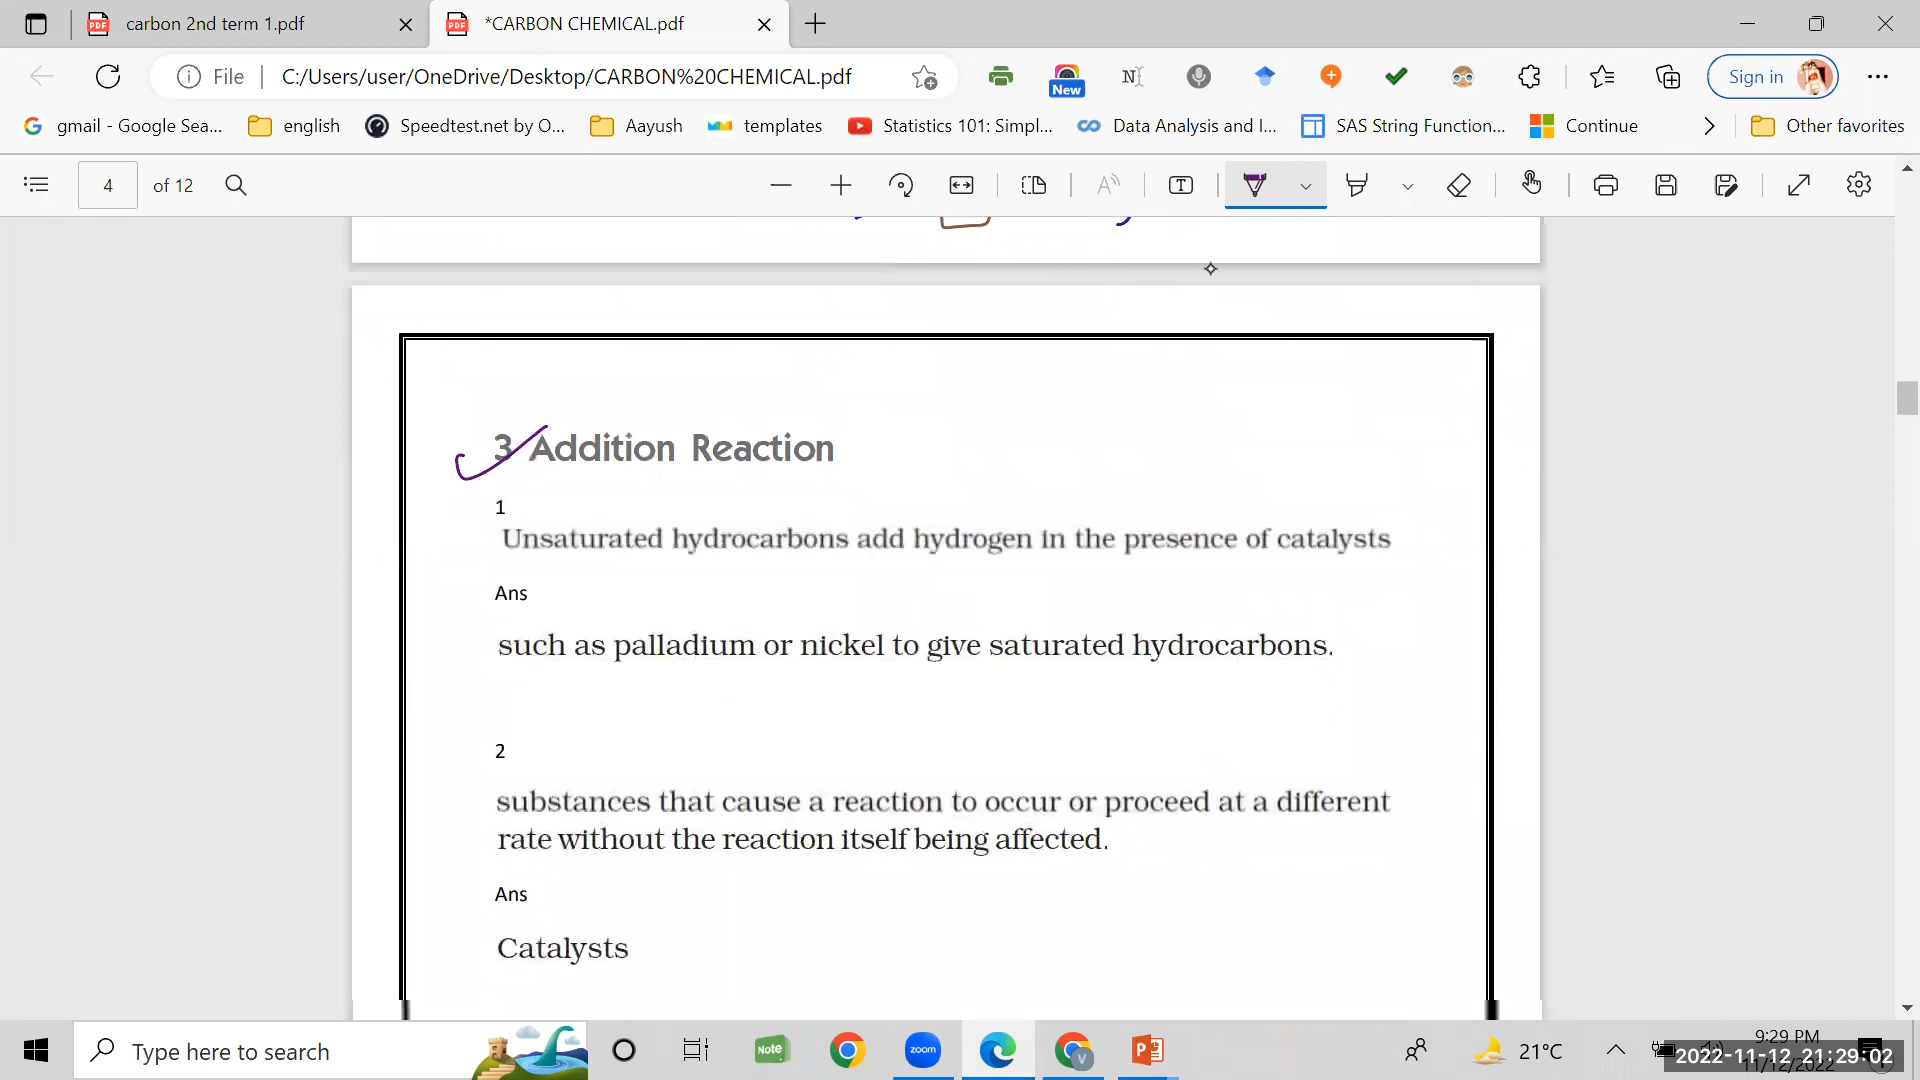 carbon 2nd term 1.pdf
*CARBON CHEMICAL.pdf
File
C:/Users/user/OneDrive/Desktop/CARBON%20CHEMICAL.pdf
New
Sign in
gmail - Google Sea...
english
Speedtest.net by O...
Aayush
templates
Statistics 101: Simpl...
Data Analysis and I...
SAS String Function...
Continue
Other favorites
4 of 12
3 Addition Reaction
1
Unsaturated hydrocarbons add hydrogen in the presence of catalysts
Ans
such as palladium or nickel to give saturated hydrocarbons.
2
substances that cause a reaction to occur or proceed at a different
rate without the reaction itself being affected.
Ans
Catalysts
Type here to search
Note
zoom
V
21°C
9:29 PM
11/12/2022
2022-11-12 21:29:02